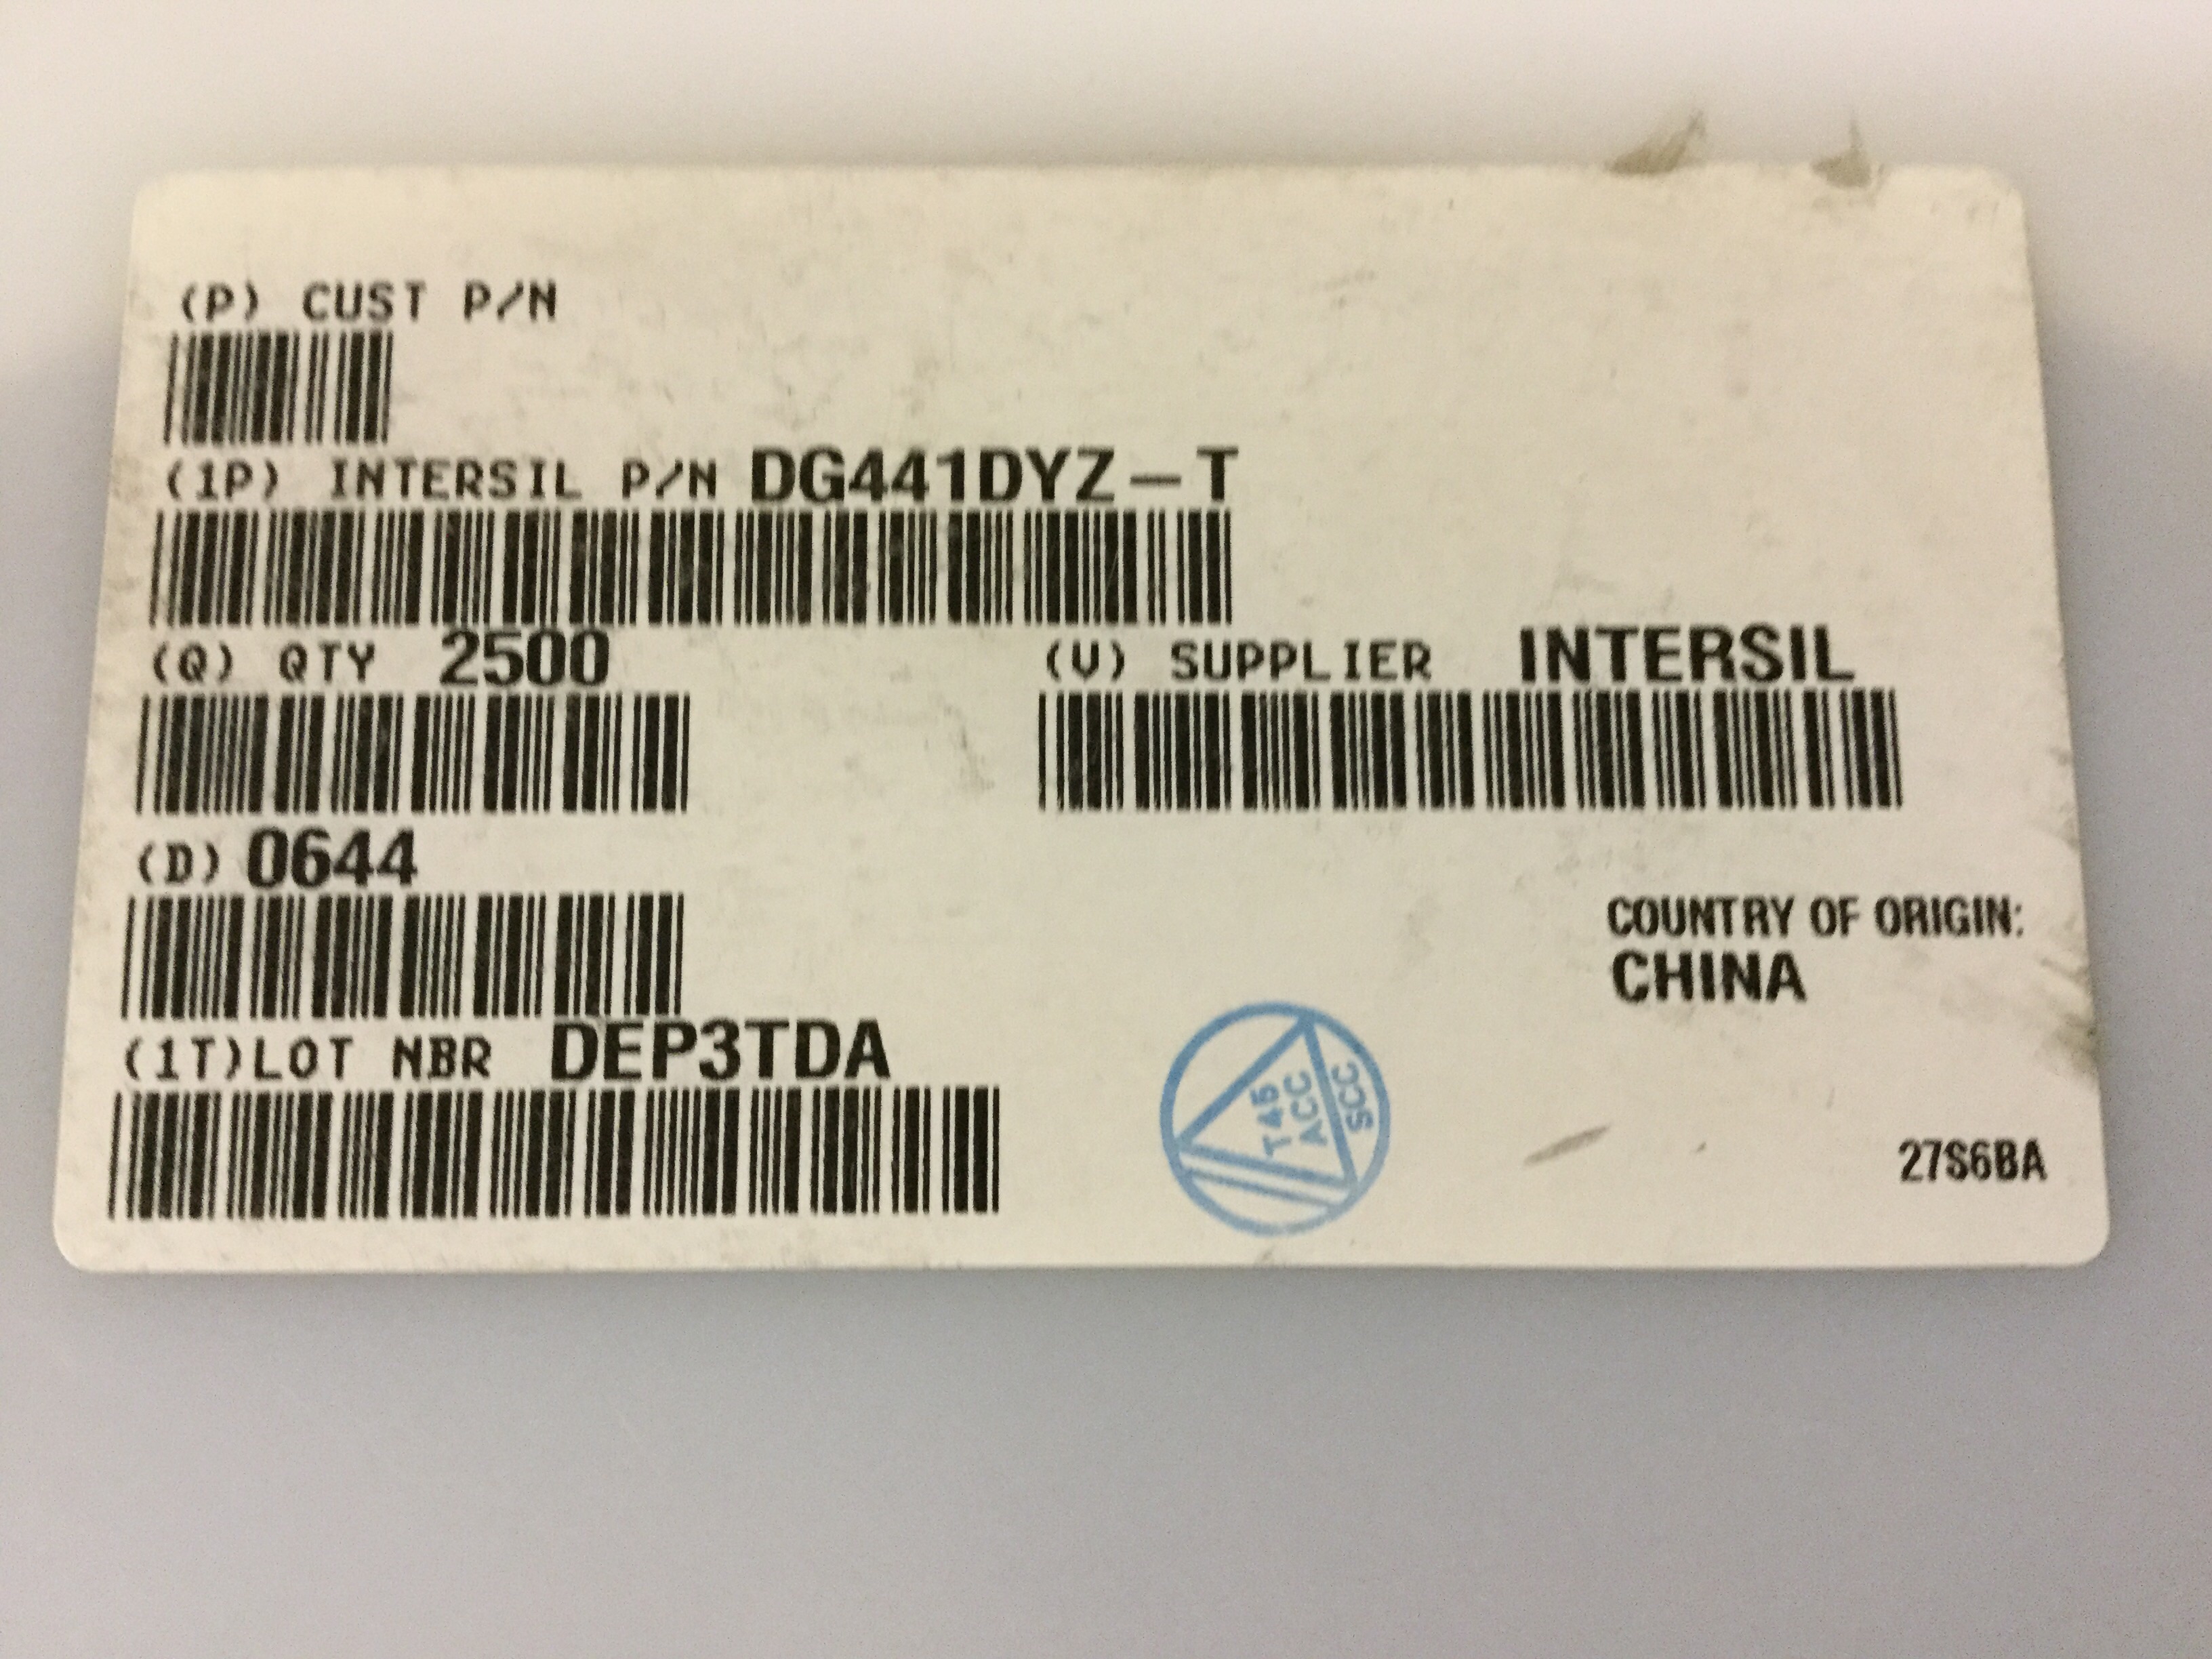 (P) CUST P/N
(1P) INTERSIL P/N DG441DYZ-T
(Q) QTY 2500
(V) SUPPLIER INTERSIL
(D) 0644
COUNTRY OF ORIGIN:
CHINA
(1T)LOT NBR DEP3TDA
T45
ACC
SCC
27S6BA